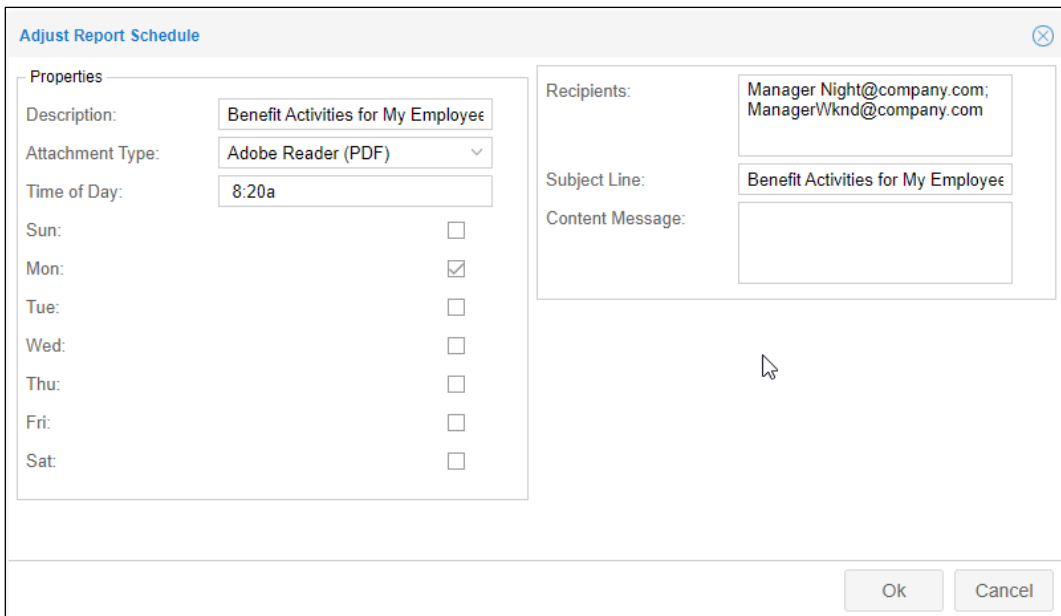 Adjust Report Schedule
Properties
Description:
Benefit Activities for My Employee
Attachment Type:
Adobe Reader (PDF)
Time of Day:
8:20a
Sun:
Mon:
Tue:
Wed:
Thu:
Fri:
Sat:
Recipients:
Manager Night@company.com;
ManagerWknd@company.com
Subject Line:
Benefit Activities for My Employee
Content Message:
Ok
Cancel